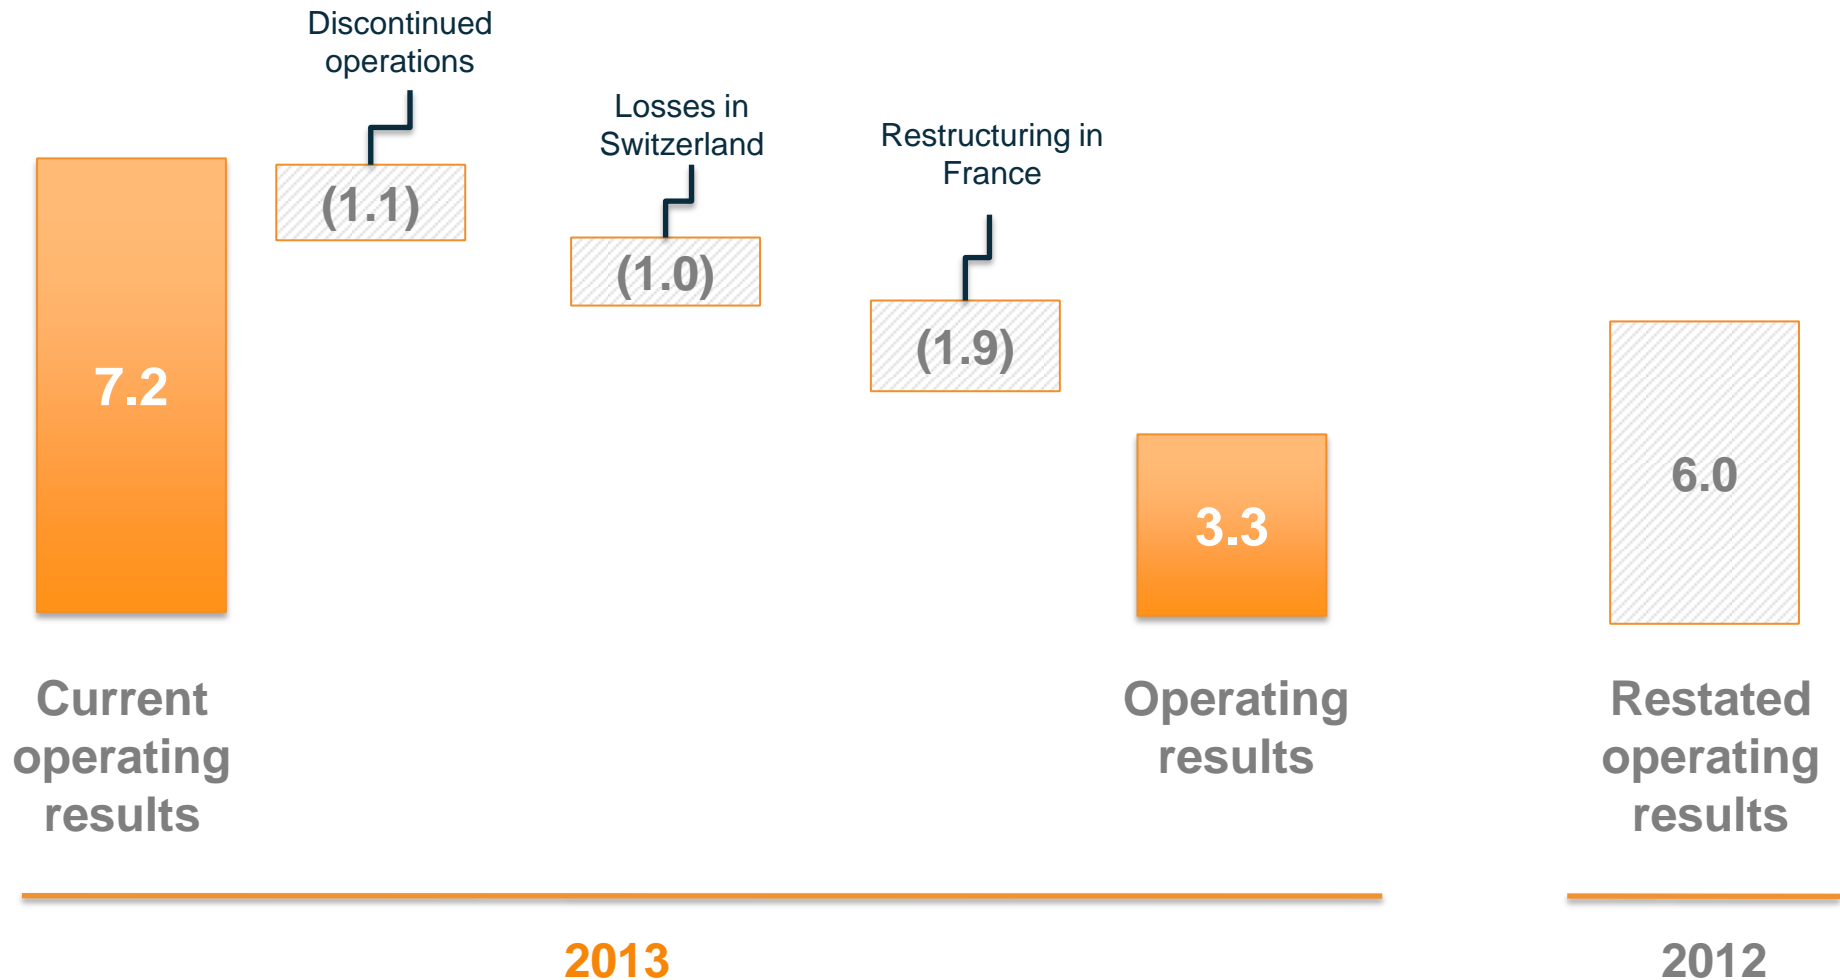 Discontinued
operations
Losses in
Switzerland
Restructuring in
France
(1.1)
(1.0)
(1.9)
7.2
3.3
6.0
Current
operating
results
Operating
results
Restated
operating
results
2013
2012